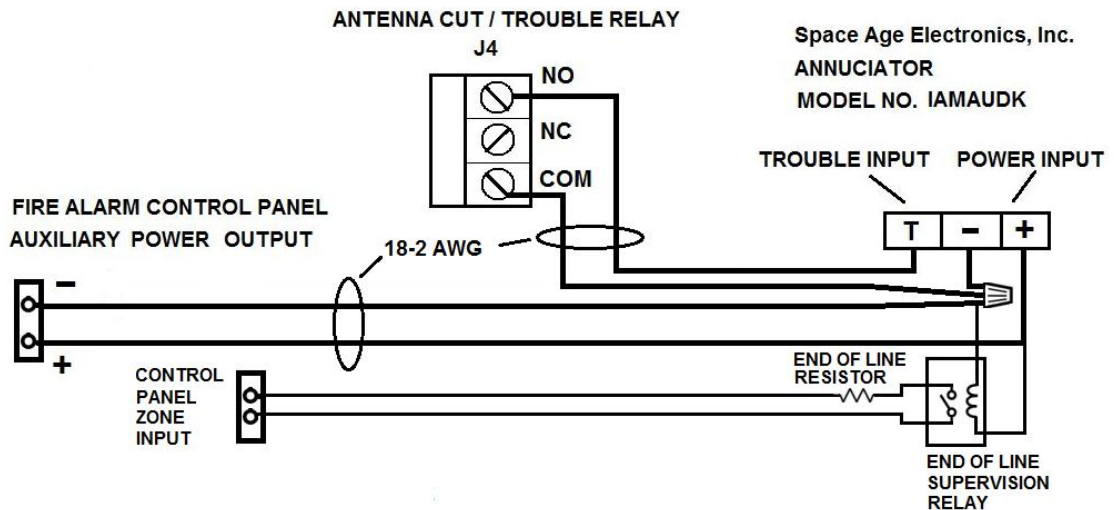 ANTENNA CUT / TROUBLE RELAY
J4
NO
NC
COM
Space Age Electronics, Inc.
ANNUCIATOR
MODEL NO. IAMAUDK
TROUBLE INPUT
POWER INPUT
T - +
FIRE ALARM CONTROL PANEL
AUXILIARY POWER OUTPUT
18-2 AWG
-
+
CONTROL
PANEL
ZONE
INPUT
END OF LINE
RESISTOR
END OF LINE
SUPERVISION
RELAY